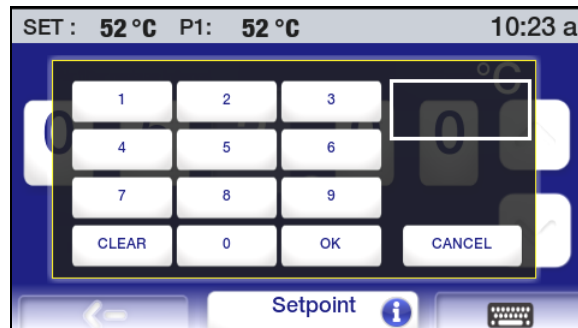 SET : 52 °C P1: 52 °C 10:23 a
°C
1 2 3
4 5 6 0
7 8 9
CLEAR 0 OK CANCEL
Setpoint i